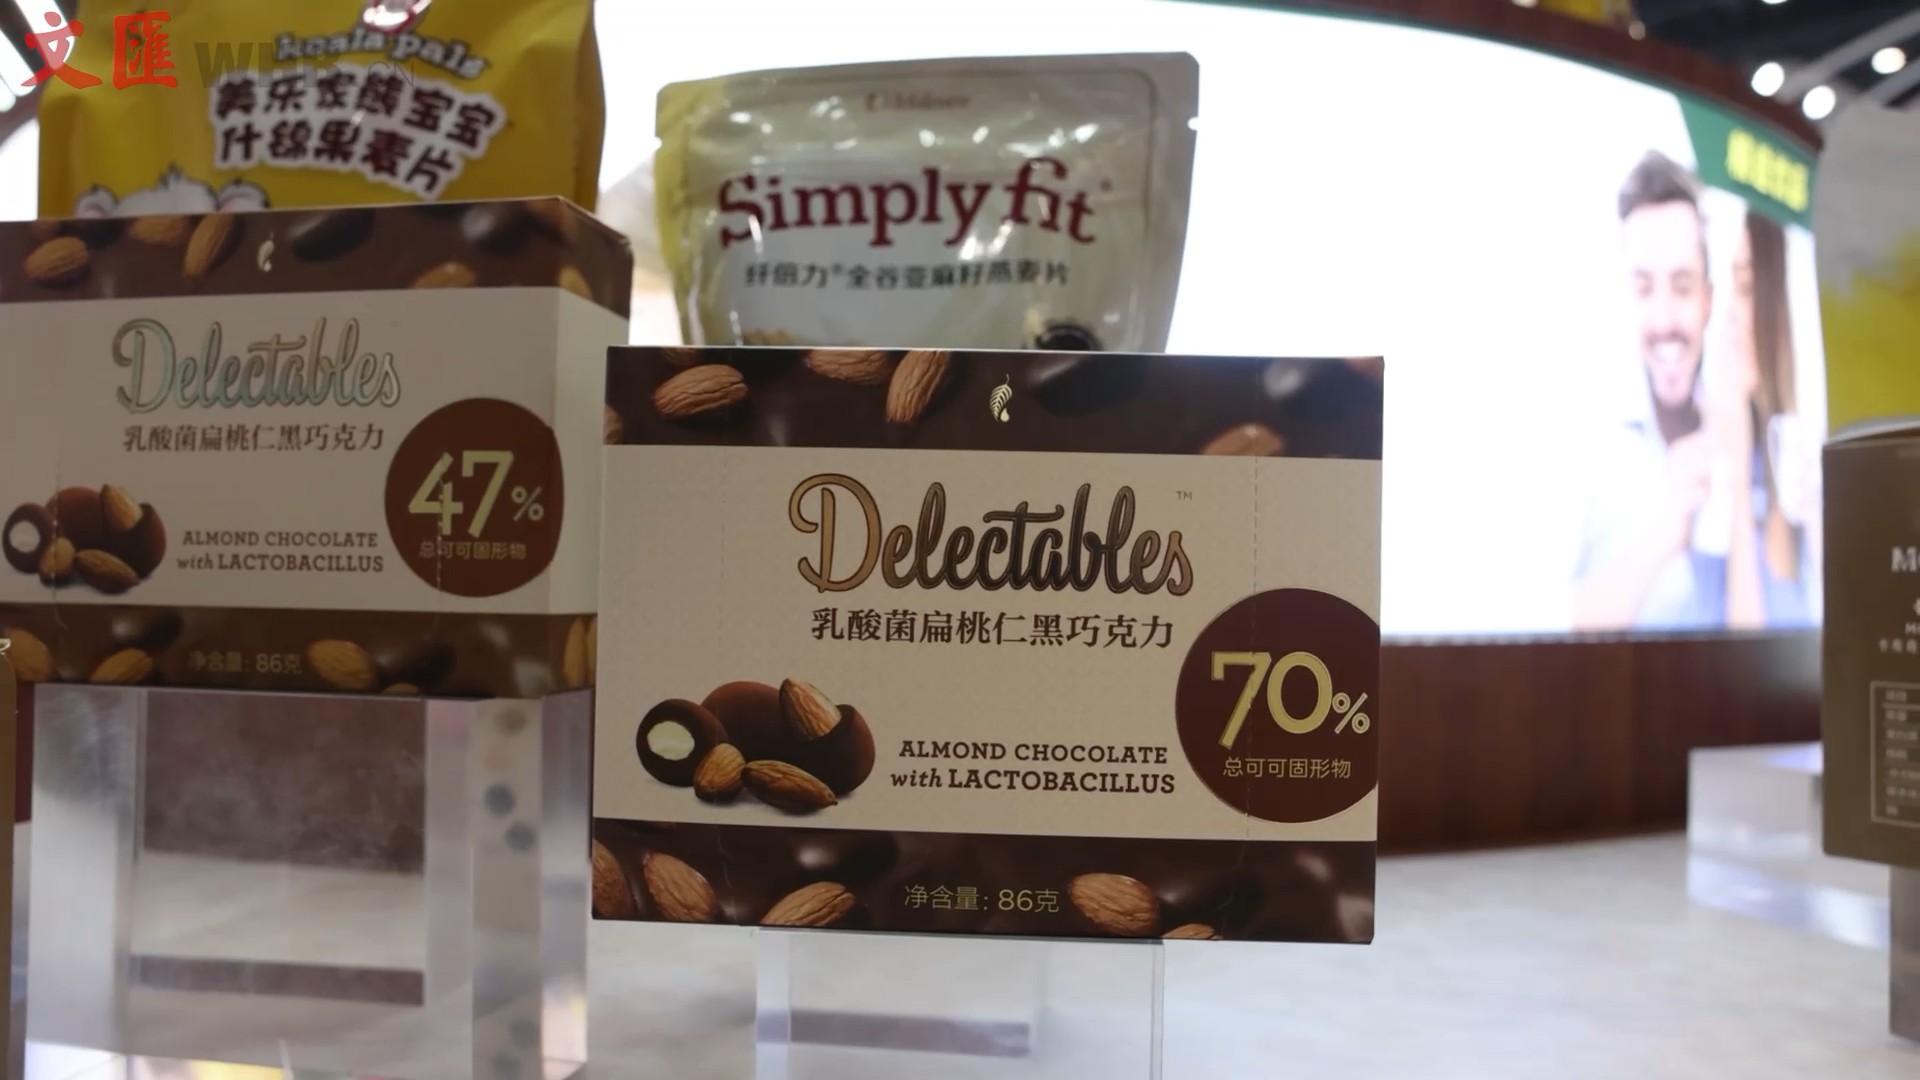 文匯 WHB.CN
koala pals
美乐家熊宝宝
什锦果麦片
Simply fit®
纤倍力®全谷亚麻籽燕麦片
Delectables
乳酸菌扁桃仁黑巧克力
47%
总可可固形物
ALMOND CHOCOLATE
with LACTOBACILLUS
净含量: 86克
Delectables™
乳酸菌扁桃仁黑巧克力
70%
总可可固形物
ALMOND CHOCOLATE
with LACTOBACILLUS
净含量: 86克